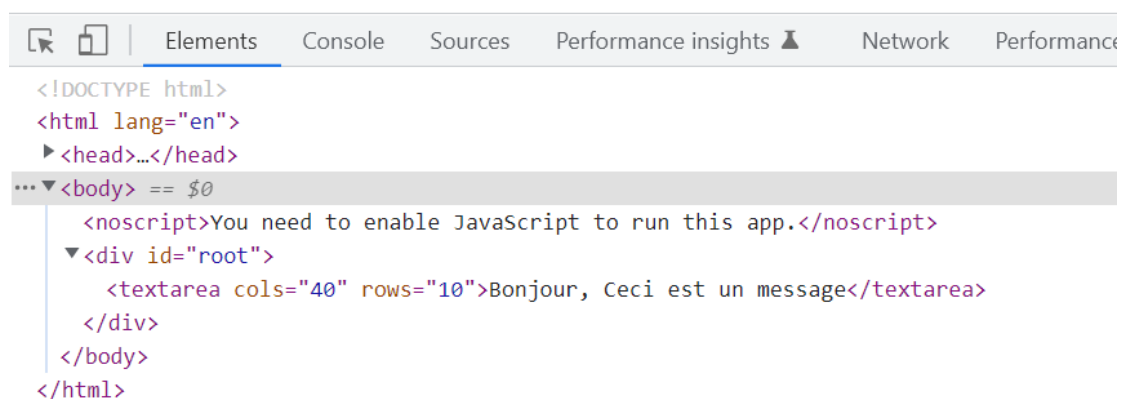 Elements Console Sources Performance insights Network Performance
<!DOCTYPE html>
<html lang="en">
<head>…</head>
<body> == $0
<noscript>You need to enable JavaScript to run this app.</noscript>
<div id="root">
<textarea cols="40" rows="10">Bonjour, Ceci est un message</textarea>
</div>
</body>
</html>